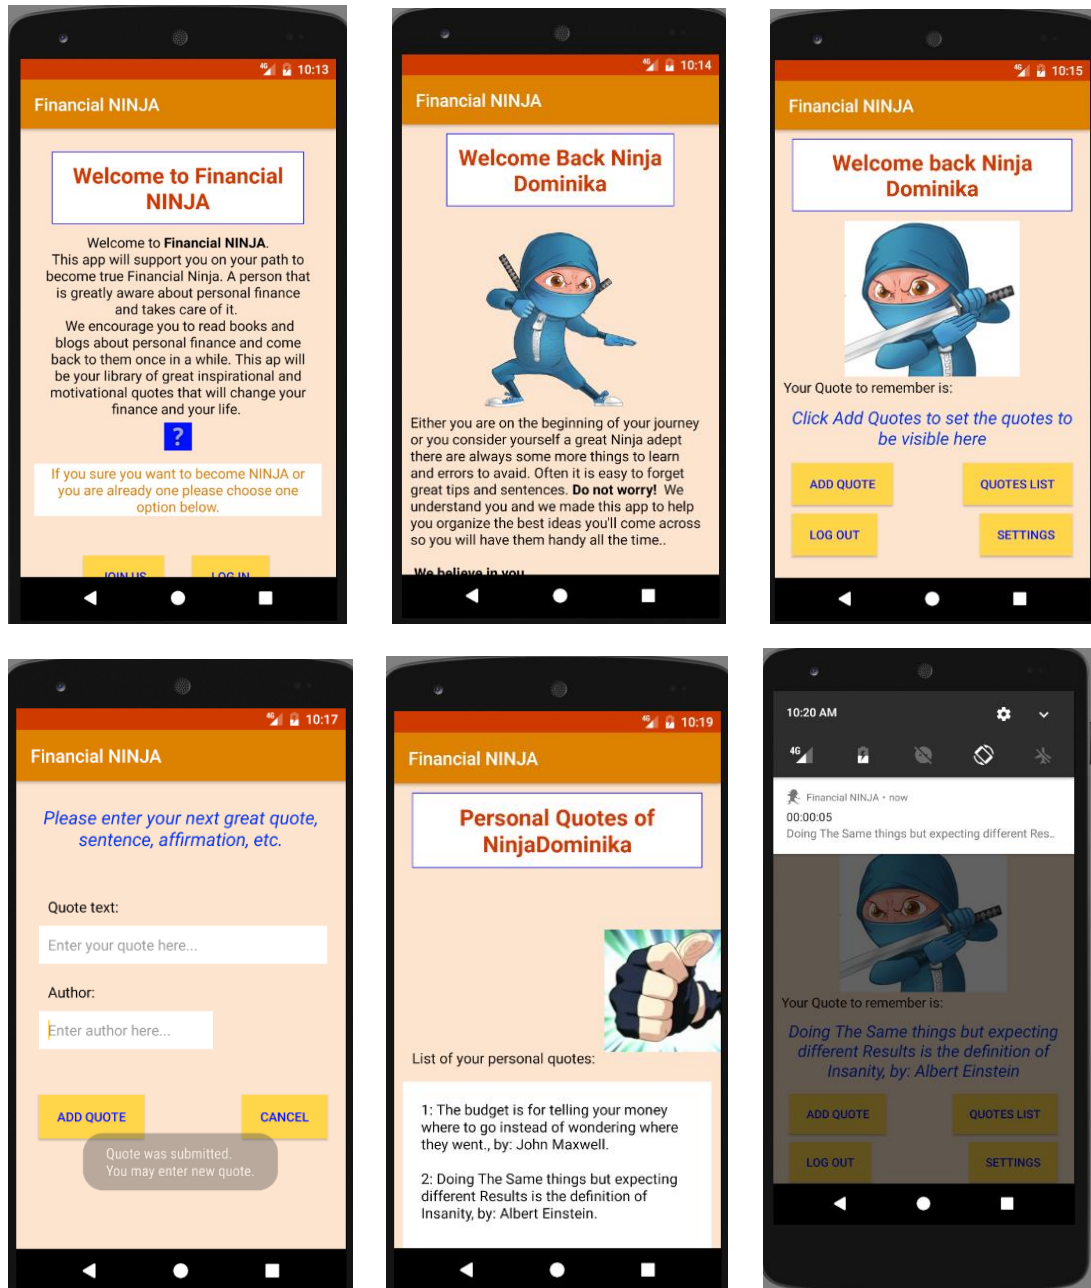 10:13
Financial NINJA
Welcome to Financial
NINJA
Welcome to Financial NINJA.
This app will support you on your path to
become true Financial Ninja. A person that
is greatly aware about personal finance
and takes care of it.
We encourage you to read books and
blogs about personal finance and come
back to them once in a while. This ap will
be your library of great inspirational and
motivational quotes that will change your
finance and your life.
?
If you sure you want to become NINJA or
you are already one please choose one
option below.
JOIN US
LOG IN
10:14
Financial NINJA
Welcome Back Ninja
Dominika
Either you are on the beginning of your journey
or you consider yourself a great Ninja adept
there are always some more things to learn
and errors to avaid. Often it is easy to forget
great tips and sentences. Do not worry! We
understand you and we made this app to help
you organize the best ideas you'll come across
so you will have them handy all the time..
We believe in you
10:15
Financial NINJA
Welcome back Ninja
Dominika
Your Quote to remember is:
Click Add Quotes to set the quotes to
be visible here
ADD QUOTE
QUOTES LIST
LOG OUT
SETTINGS
4G 10:17
Financial NINJA
Please enter your next great quote,
sentence, affirmation, etc.
Quote text:
Enter your quote here...
Author:
Enter author here...
ADD QUOTE
CANCEL
Quote was submitted.
You may enter new quote.
4G 10:19
Financial NINJA
Personal Quotes of
NinjaDominika
List of your personal quotes:
1: The budget is for telling your money
where to go instead of wondering where
they went., by: John Maxwell.
2: Doing The Same things but expecting
different Results is the definition of
Insanity, by: Albert Einstein.
10:20 AM
4G
Financial NINJA • now
00:00:05
Doing The Same things but expecting different Res..
Your Quote to remember is:
Doing The Same things but expecting
different Results is the definition of
Insanity, by: Albert Einstein
ADD QUOTE
QUOTES LIST
LOG OUT
SETTINGS